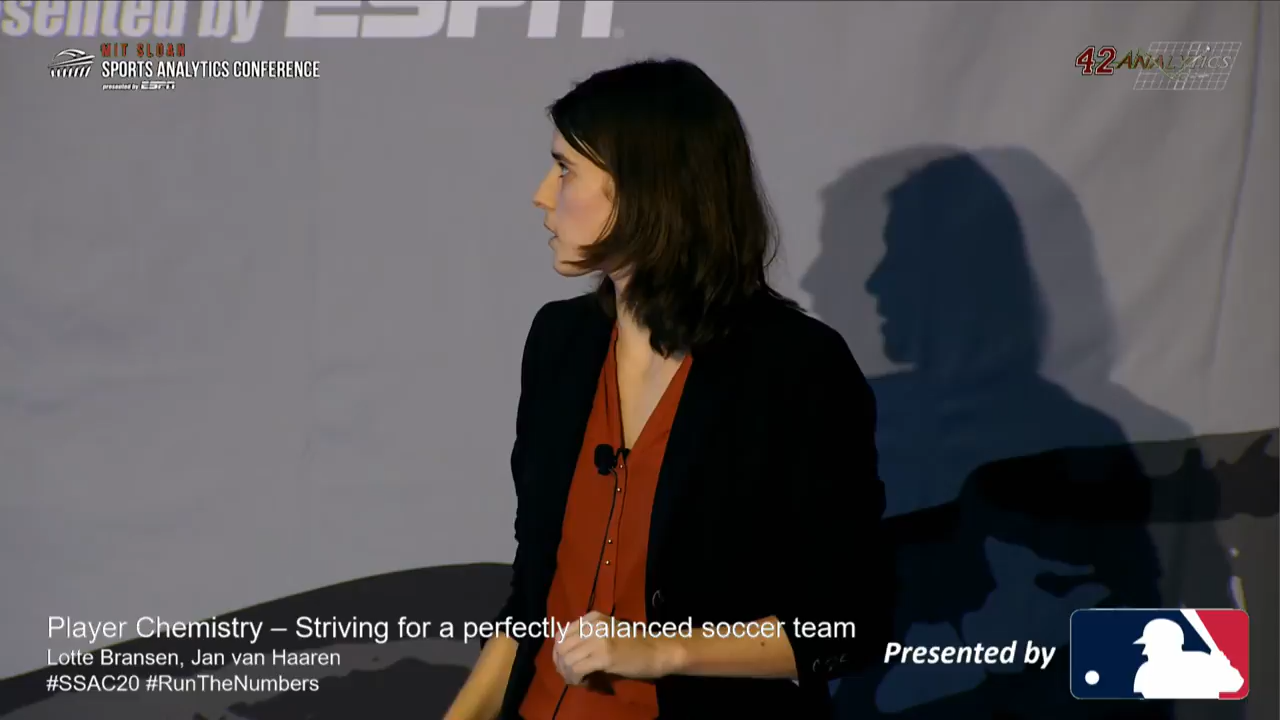 sented by ESPN
MIT SLOAN
SPORTS ANALYTICS CONFERENCE
presented by ESPN
42 ANALYTICS
Player Chemistry – Striving for a perfectly balanced soccer team
Lotte Bransen, Jan van Haaren
#SSAC20 #RunTheNumbers
Presented by